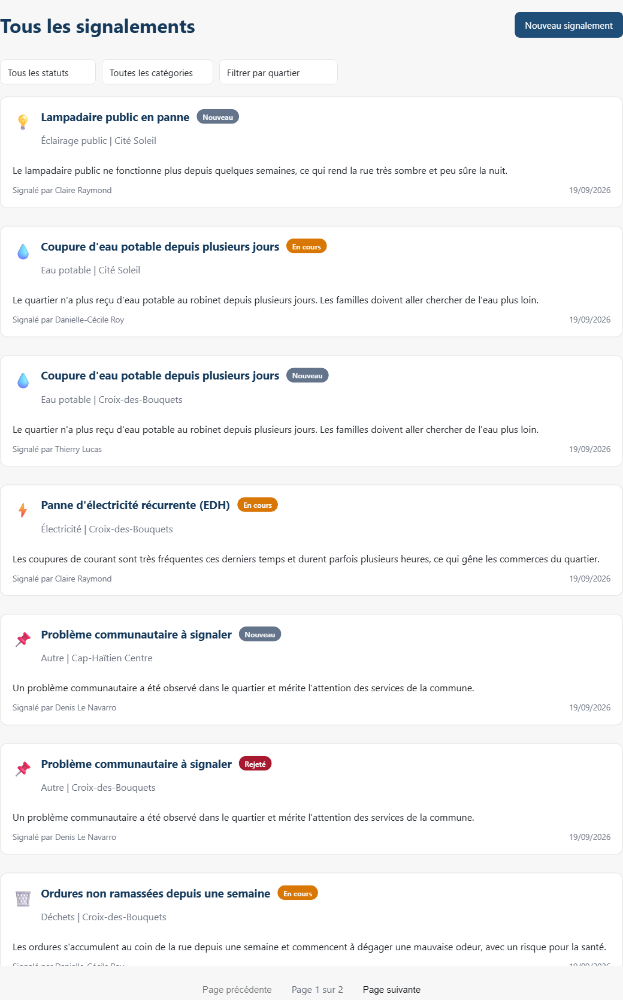 Tous les signalements
Nouveau signalement
Tous les statuts
Toutes les catégories
Filtrer par quartier
Lampadaire public en panne
Nouveau
Éclairage public | Cité Soleil
Le lampadaire public ne fonctionne plus depuis quelques semaines, ce qui rend la rue très sombre et peu sûre la nuit.
Signalé par Claire Raymond
19/09/2026
Coupure d'eau potable depuis plusieurs jours
En cours
Eau potable | Cité Soleil
Le quartier n'a plus reçu d'eau potable au robinet depuis plusieurs jours. Les familles doivent aller chercher de l'eau plus loin.
Signalé par Danielle-Cécile Roy
19/09/2026
Coupure d'eau potable depuis plusieurs jours
Nouveau
Eau potable | Croix-des-Bouquets
Le quartier n'a plus reçu d'eau potable au robinet depuis plusieurs jours. Les familles doivent aller chercher de l'eau plus loin.
Signalé par Thierry Lucas
19/09/2026
Panne d'électricité récurrente (EDH)
En cours
Électricité | Croix-des-Bouquets
Les coupures de courant sont très fréquentes ces derniers temps et durent parfois plusieurs heures, ce qui gêne les commerces du quartier.
Signalé par Claire Raymond
19/09/2026
Problème communautaire à signaler
Nouveau
Autre | Cap-Haïtien Centre
Un problème communautaire a été observé dans le quartier et mérite l'attention des services de la commune.
Signalé par Denis Le Navarro
19/09/2026
Problème communautaire à signaler
Rejeté
Autre | Croix-des-Bouquets
Un problème communautaire a été observé dans le quartier et mérite l'attention des services de la commune.
Signalé par Denis Le Navarro
19/09/2026
Ordures non ramassées depuis une semaine
En cours
Déchets | Croix-des-Bouquets
Les ordures s'accumulent au coin de la rue depuis une semaine et commencent à dégager une mauvaise odeur, avec un risque pour la santé.
Page précédente
Page 1 sur 2
Page suivante